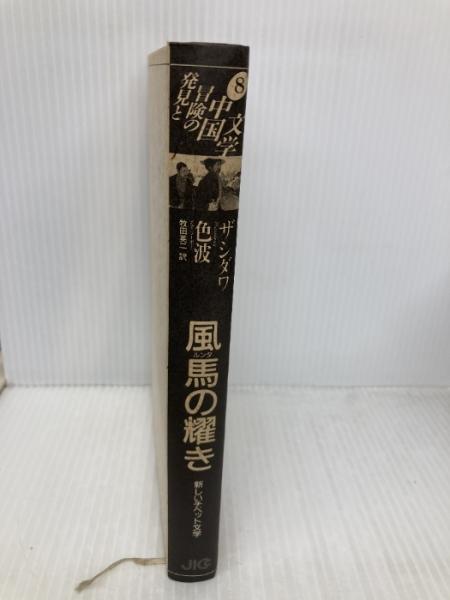 発見と
冒険の
中国
文学
8
ザシダワ
色波
牧田英二 訳
風馬の耀き
ルンタ
新しいチベット文学
JICC